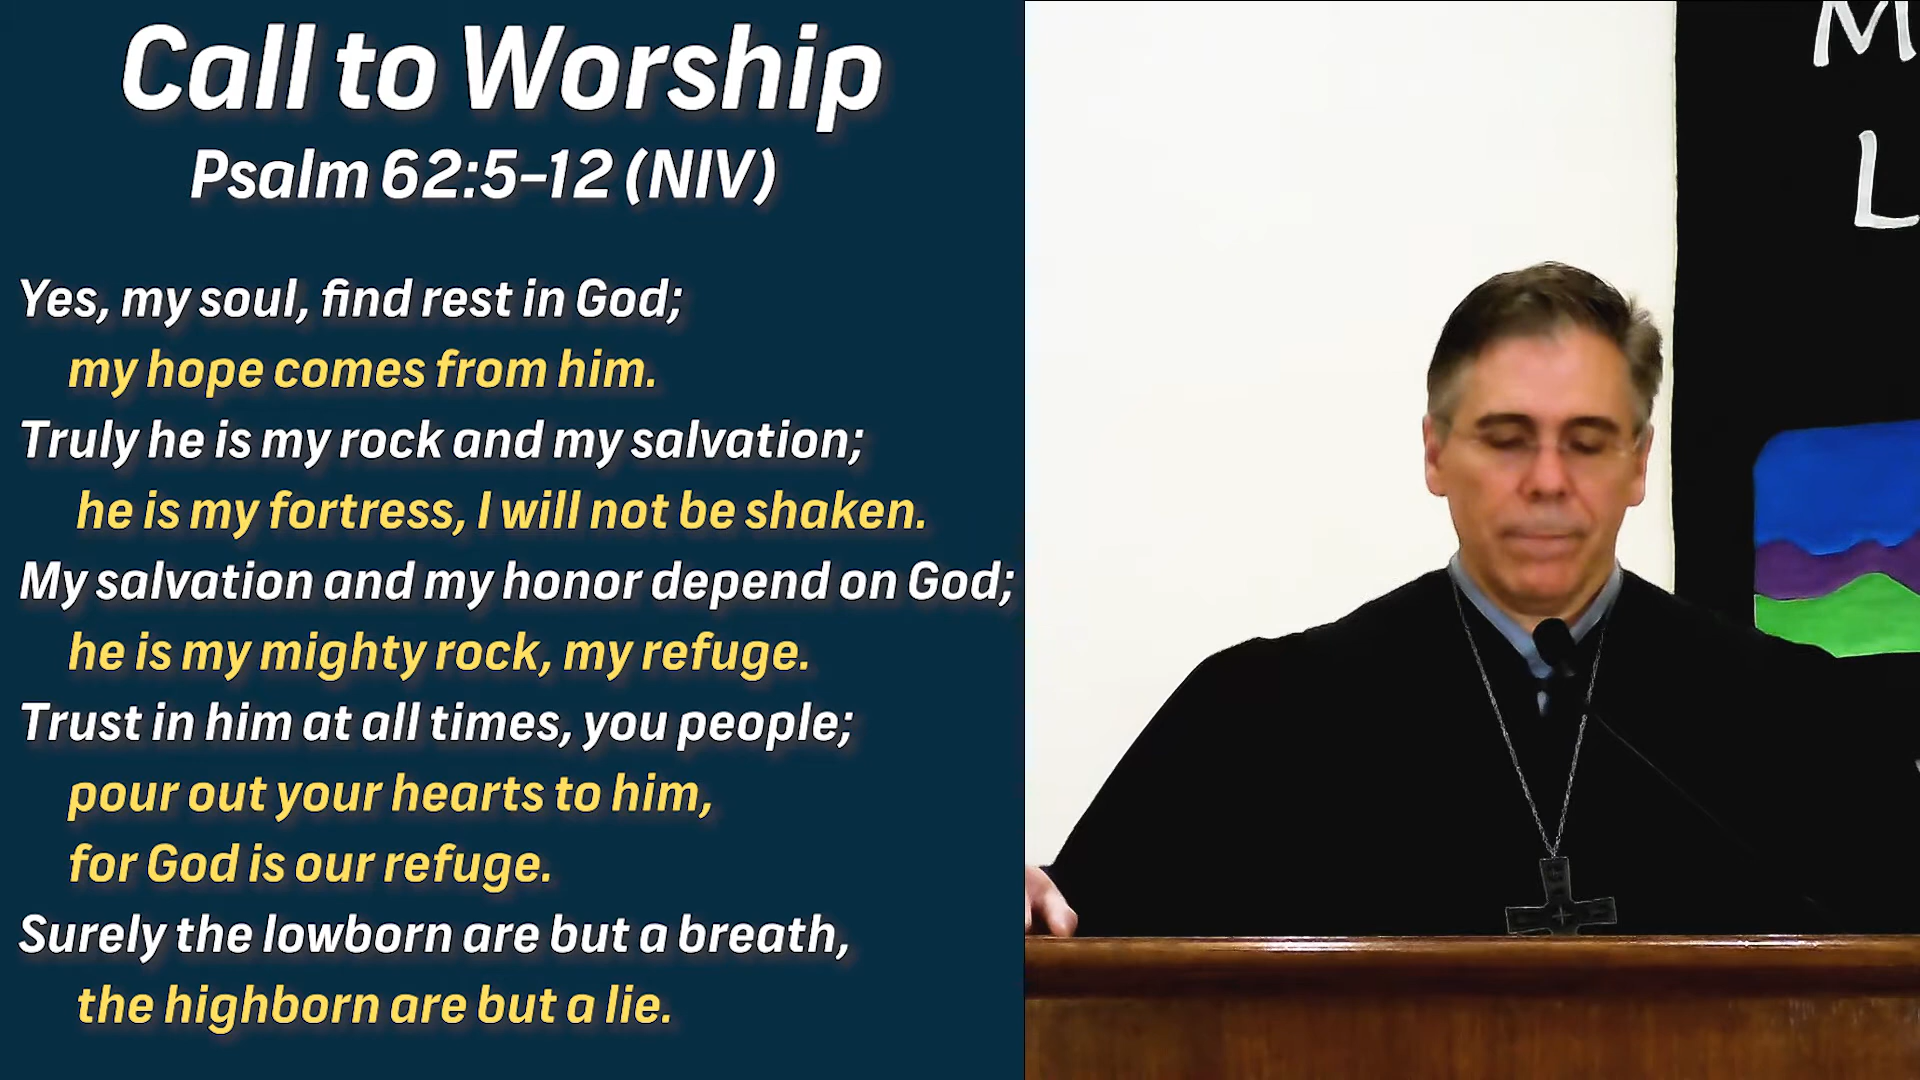 Call to Worship
Psalm 62:5-12 (NIV)
Yes, my soul, find rest in God;
my hope comes from him.
Truly he is my rock and my salvation;
he is my fortress, I will not be shaken.
My salvation and my honor depend on God;
he is my mighty rock, my refuge.
Trust in him at all times, you people;
pour out your hearts to him,
for God is our refuge.
Surely the lowborn are but a breath,
the highborn are but a lie.
M
L